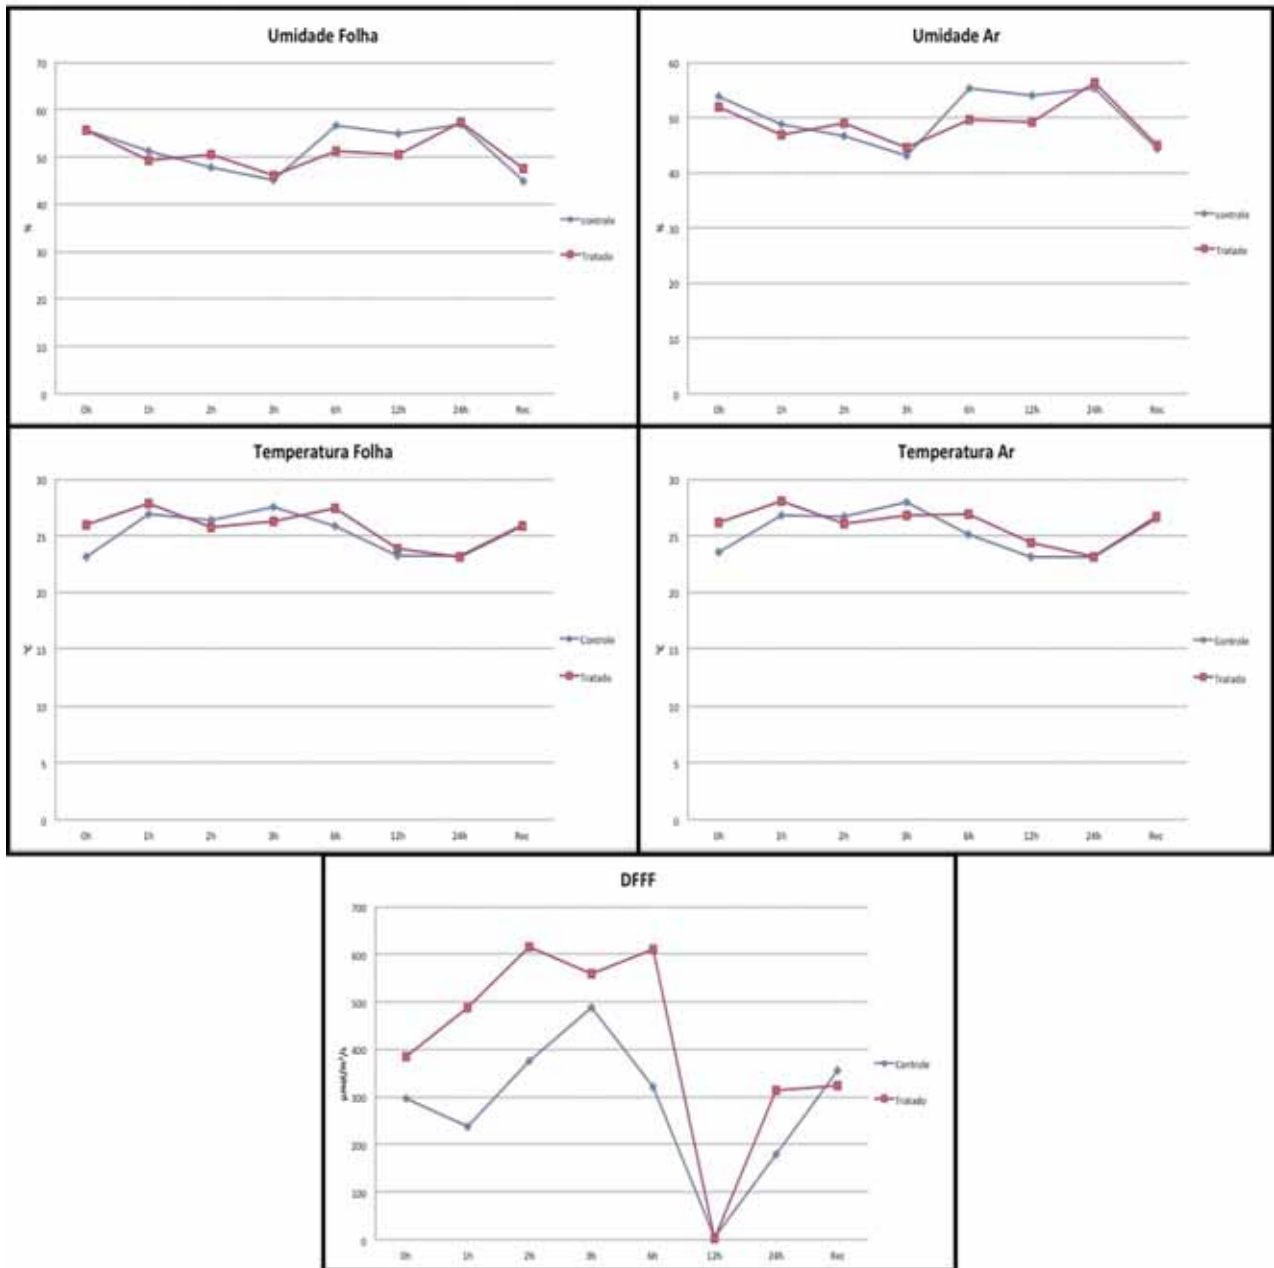 Umidade Folha
70
60
50
40
30
20
10
0
%
0h 1h 2h 3h 6h 12h 24h Rec
controle
Tratado
Umidade Ar
60
50
40
30
20
10
0
%
0h 1h 2h 3h 6h 12h 24h Rec
controle
Tratado
Temperatura Folha
30
25
20
15
10
5
0
°C
0h 1h 2h 3h 6h 12h 24h Rec
Controle
Tratado
Temperatura Ar
30
25
20
15
10
5
0
°C
0h 1h 2h 3h 6h 12h 24h Rec
Controle
Tratado
DFFF
700
600
500
400
300
200
100
0
µmol/m²/s
0h 1h 2h 3h 6h 12h 24h Rec
Controle
Tratado